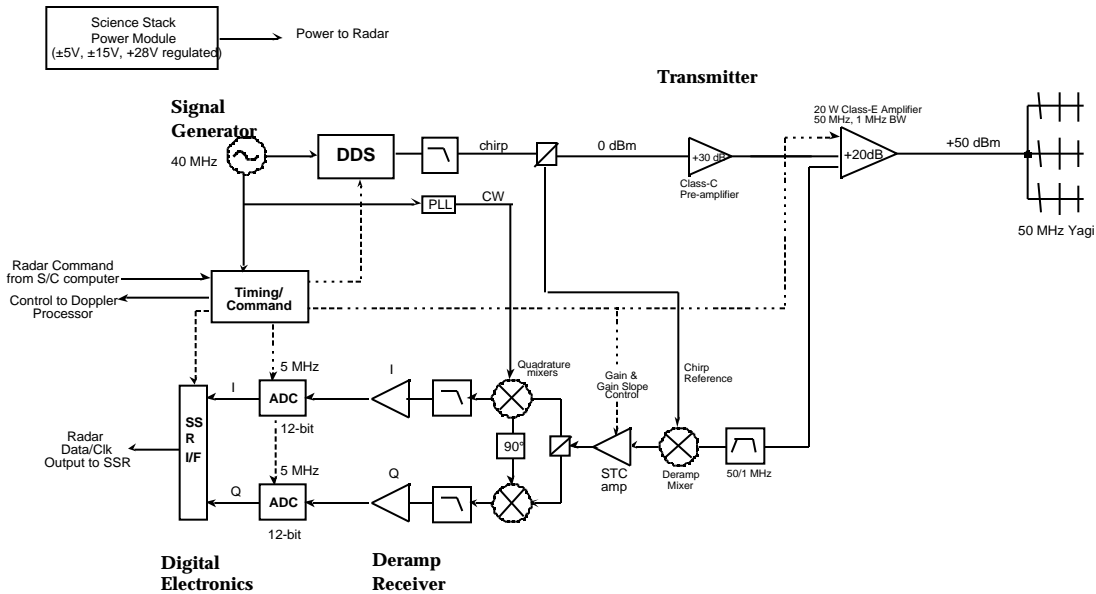 Science Stack
Power Module
(±5V, ±15V, +28V regulated)
Power to Radar
Transmitter
Signal
Generator
20 W Class-E Amplifier
50 MHz, 1 MHz BW
40 MHz
DDS
chirp
0 dBm
+30 dB
Class-C
Pre-amplifier
+20dB
+50 dBm
50 MHz Yagi
PLL
CW
Radar Command
from S/C computer
Control to Doppler
Processor
Timing/
Command
5 MHz
I
ADC
12-bit
I
Quadrature
mixers
Gain &
Gain Slope
Control
Chirp
Reference
SS
R
I/F
Radar
Data/Clk
Output to SSR
90°
STC
amp
Deramp
Mixer
50/1 MHz
5 MHz
Q
ADC
12-bit
Q
Digital
Electronics
Deramp
Receiver